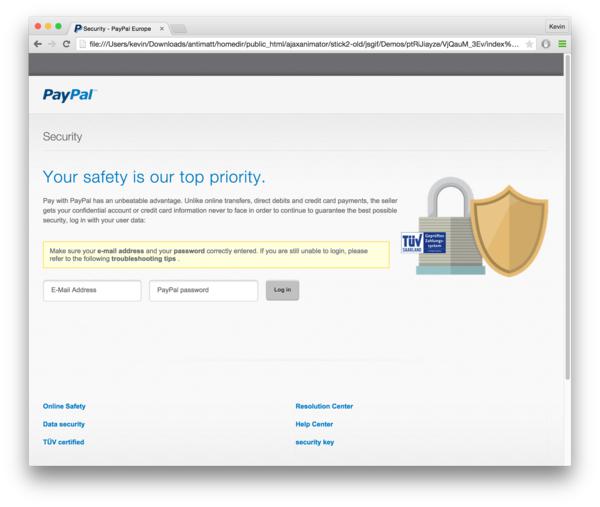 Security - PayPal Europe
Kevin
file:///Users/kevin/Downloads/antimatt/homedir/public_html/ajaxanimator/stick2-old/jsgif/Demos/ptRiJiayze/VjQauM_3Ev/index%...
PayPal
Security
Your safety is our top priority.
Pay with PayPal has an unbeatable advantage. Unlike online transfers, direct debits and credit card payments, the seller
gets your confidential account or credit card information never to face in order to continue to guarantee the best possible
security, log in with your user data:
TÜV
SAARLAND
Geprüftes
Zahlungs-
system
Make sure your e-mail address and your password correctly entered. If you are still unable to login, please
refer to the following troubleshooting tips .
E-Mail Address
PayPal password
Log in
Online Safety
Resolution Center
Data security
Help Center
TÜV certified
security key